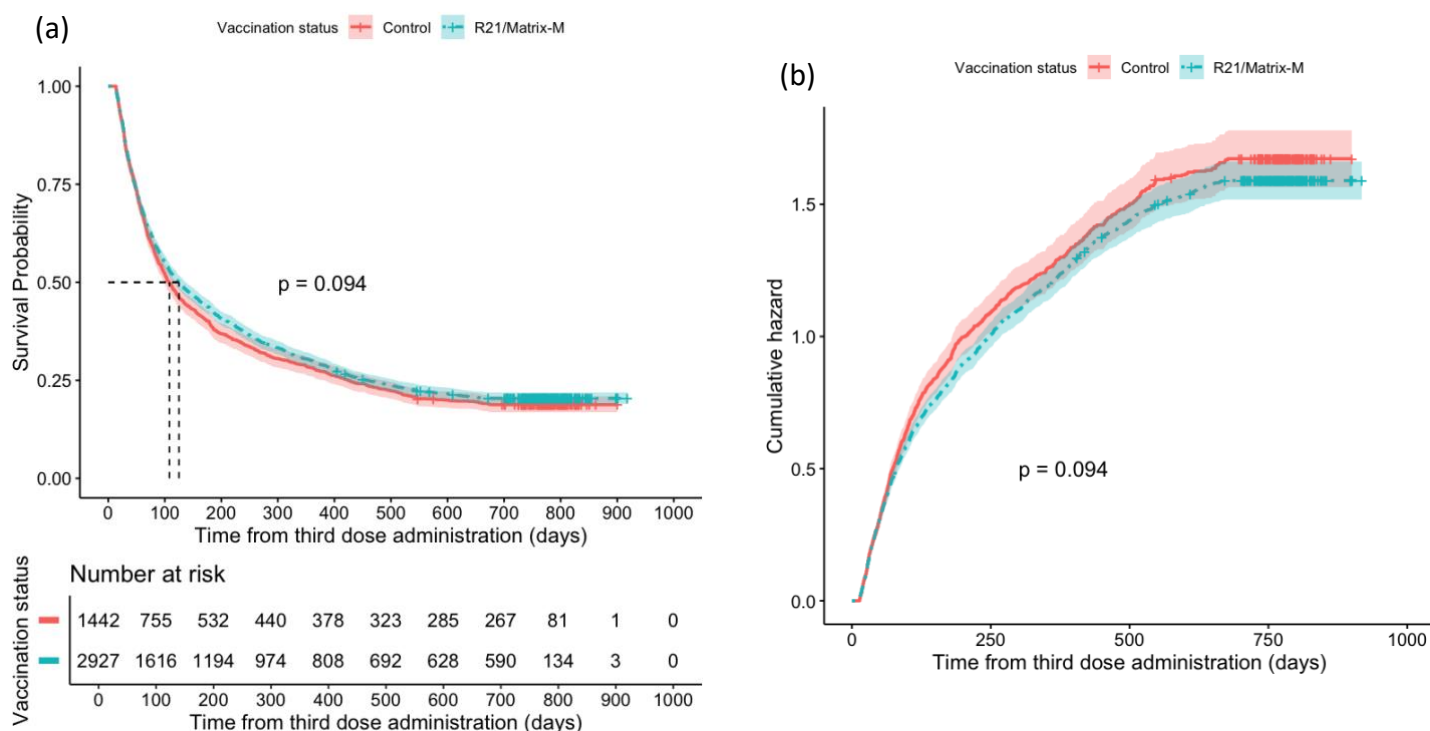 (a)
Vaccination status Control R21/Matrix-M
Survival Probability
1.00
0.75
0.50
0.25
0.00
p = 0.094
0 100 200 300 400 500 600 700 800 900 1000
Time from third dose administration (days)
Number at risk
Vaccination status
1442 755 532 440 378 323 285 267 81 1 0
2927 1616 1194 974 808 692 628 590 134 3 0
0 100 200 300 400 500 600 700 800 900 1000
Time from third dose administration (days)
(b)
Vaccination status Control R21/Matrix-M
Cumulative hazard
1.5
1.0
0.5
0.0
p = 0.094
0 250 500 750 1000
Time from third dose administration (days)